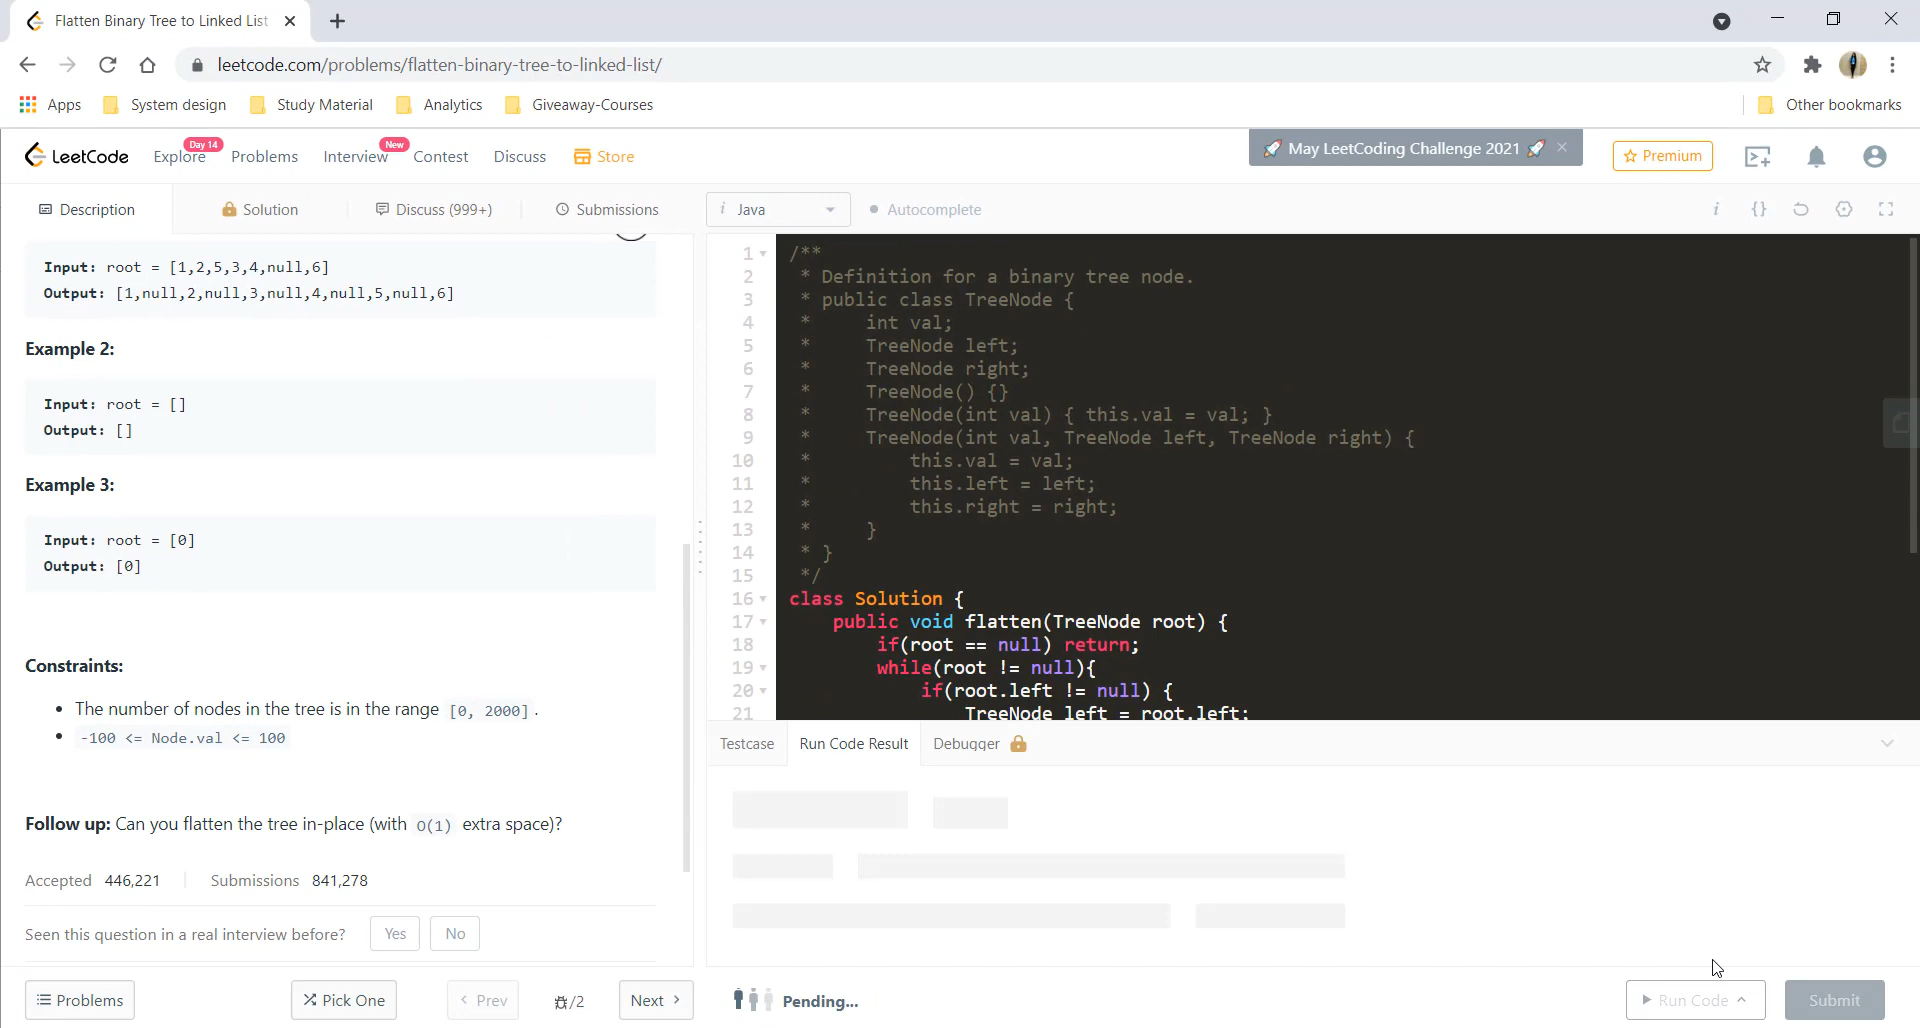 Flatten Binary Tree to Linked List
leetcode.com/problems/flatten-binary-tree-to-linked-list/
Apps
System design
Study Material
Analytics
Giveaway-Courses
Other bookmarks
LeetCode
Explore
Day 14
Problems
Interview
New
Contest
Discuss
Store
🚀 May LeetCoding Challenge 2021 🚀
Premium
Description
Solution
Discuss (999+)
Submissions
i Java
Autocomplete
Input: root = [1,2,5,3,4,null,6]
Output: [1,null,2,null,3,null,4,null,5,null,6]
Example 2:
Input: root = []
Output: []
Example 3:
Input: root = [0]
Output: [0]
Constraints:
• The number of nodes in the tree is in the range [0, 2000].
• -100 <= Node.val <= 100
Follow up: Can you flatten the tree in-place (with O(1) extra space)?
Accepted 446,221
Submissions 841,278
Seen this question in a real interview before?
Yes
No
Problems
Pick One
Prev
/2
Next
1 /**
2 * Definition for a binary tree node.
3 * public class TreeNode {
4 *     int val;
5 *     TreeNode left;
6 *     TreeNode right;
7 *     TreeNode() {}
8 *     TreeNode(int val) { this.val = val; }
9 *     TreeNode(int val, TreeNode left, TreeNode right) {
10 *         this.val = val;
11 *         this.left = left;
12 *         this.right = right;
13 *     }
14 * }
15 */
16 class Solution {
17     public void flatten(TreeNode root) {
18         if(root == null) return;
19         while(root != null){
20             if(root.left != null) {
21                 TreeNode left = root.left;
Testcase
Run Code Result
Debugger
Pending...
Run Code
Submit